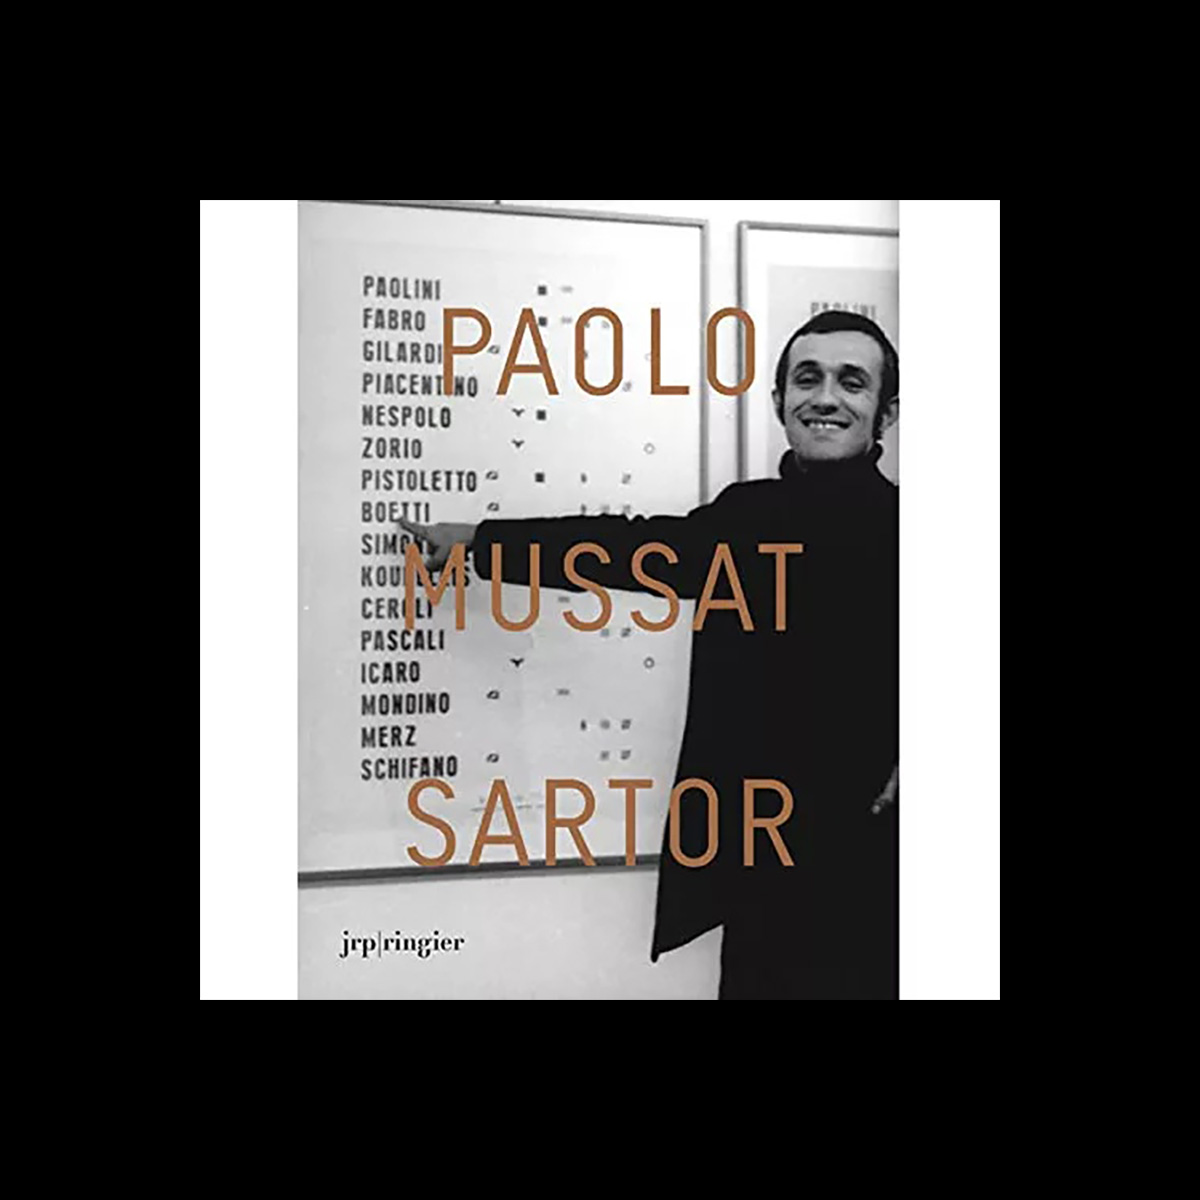 PAOLINI
FABRO
GILARDI
PIACENTINO
NESPOLO
ZORIO
PISTOLETTO
BOETTI
CEROLI
PASCALI
ICARO
MONDINO
MERZ
SCHIFANO
PAOLINI
PAOLO
MUSSAT
SARTOR
jrp|ringier